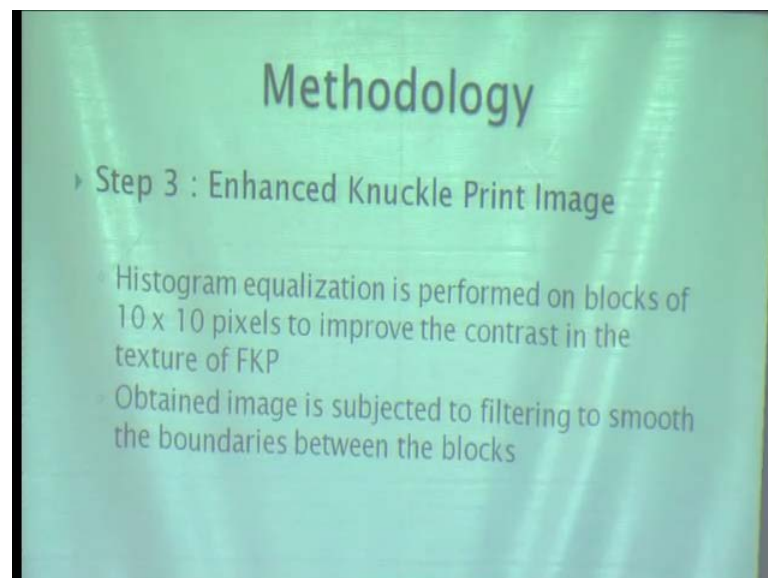 Methodology
Step 3 : Enhanced Knuckle Print Image
Histogram equalization is performed on blocks of
10 x 10 pixels to improve the contrast in the
texture of FKP
Obtained image is subjected to filtering to smooth
the boundaries between the blocks